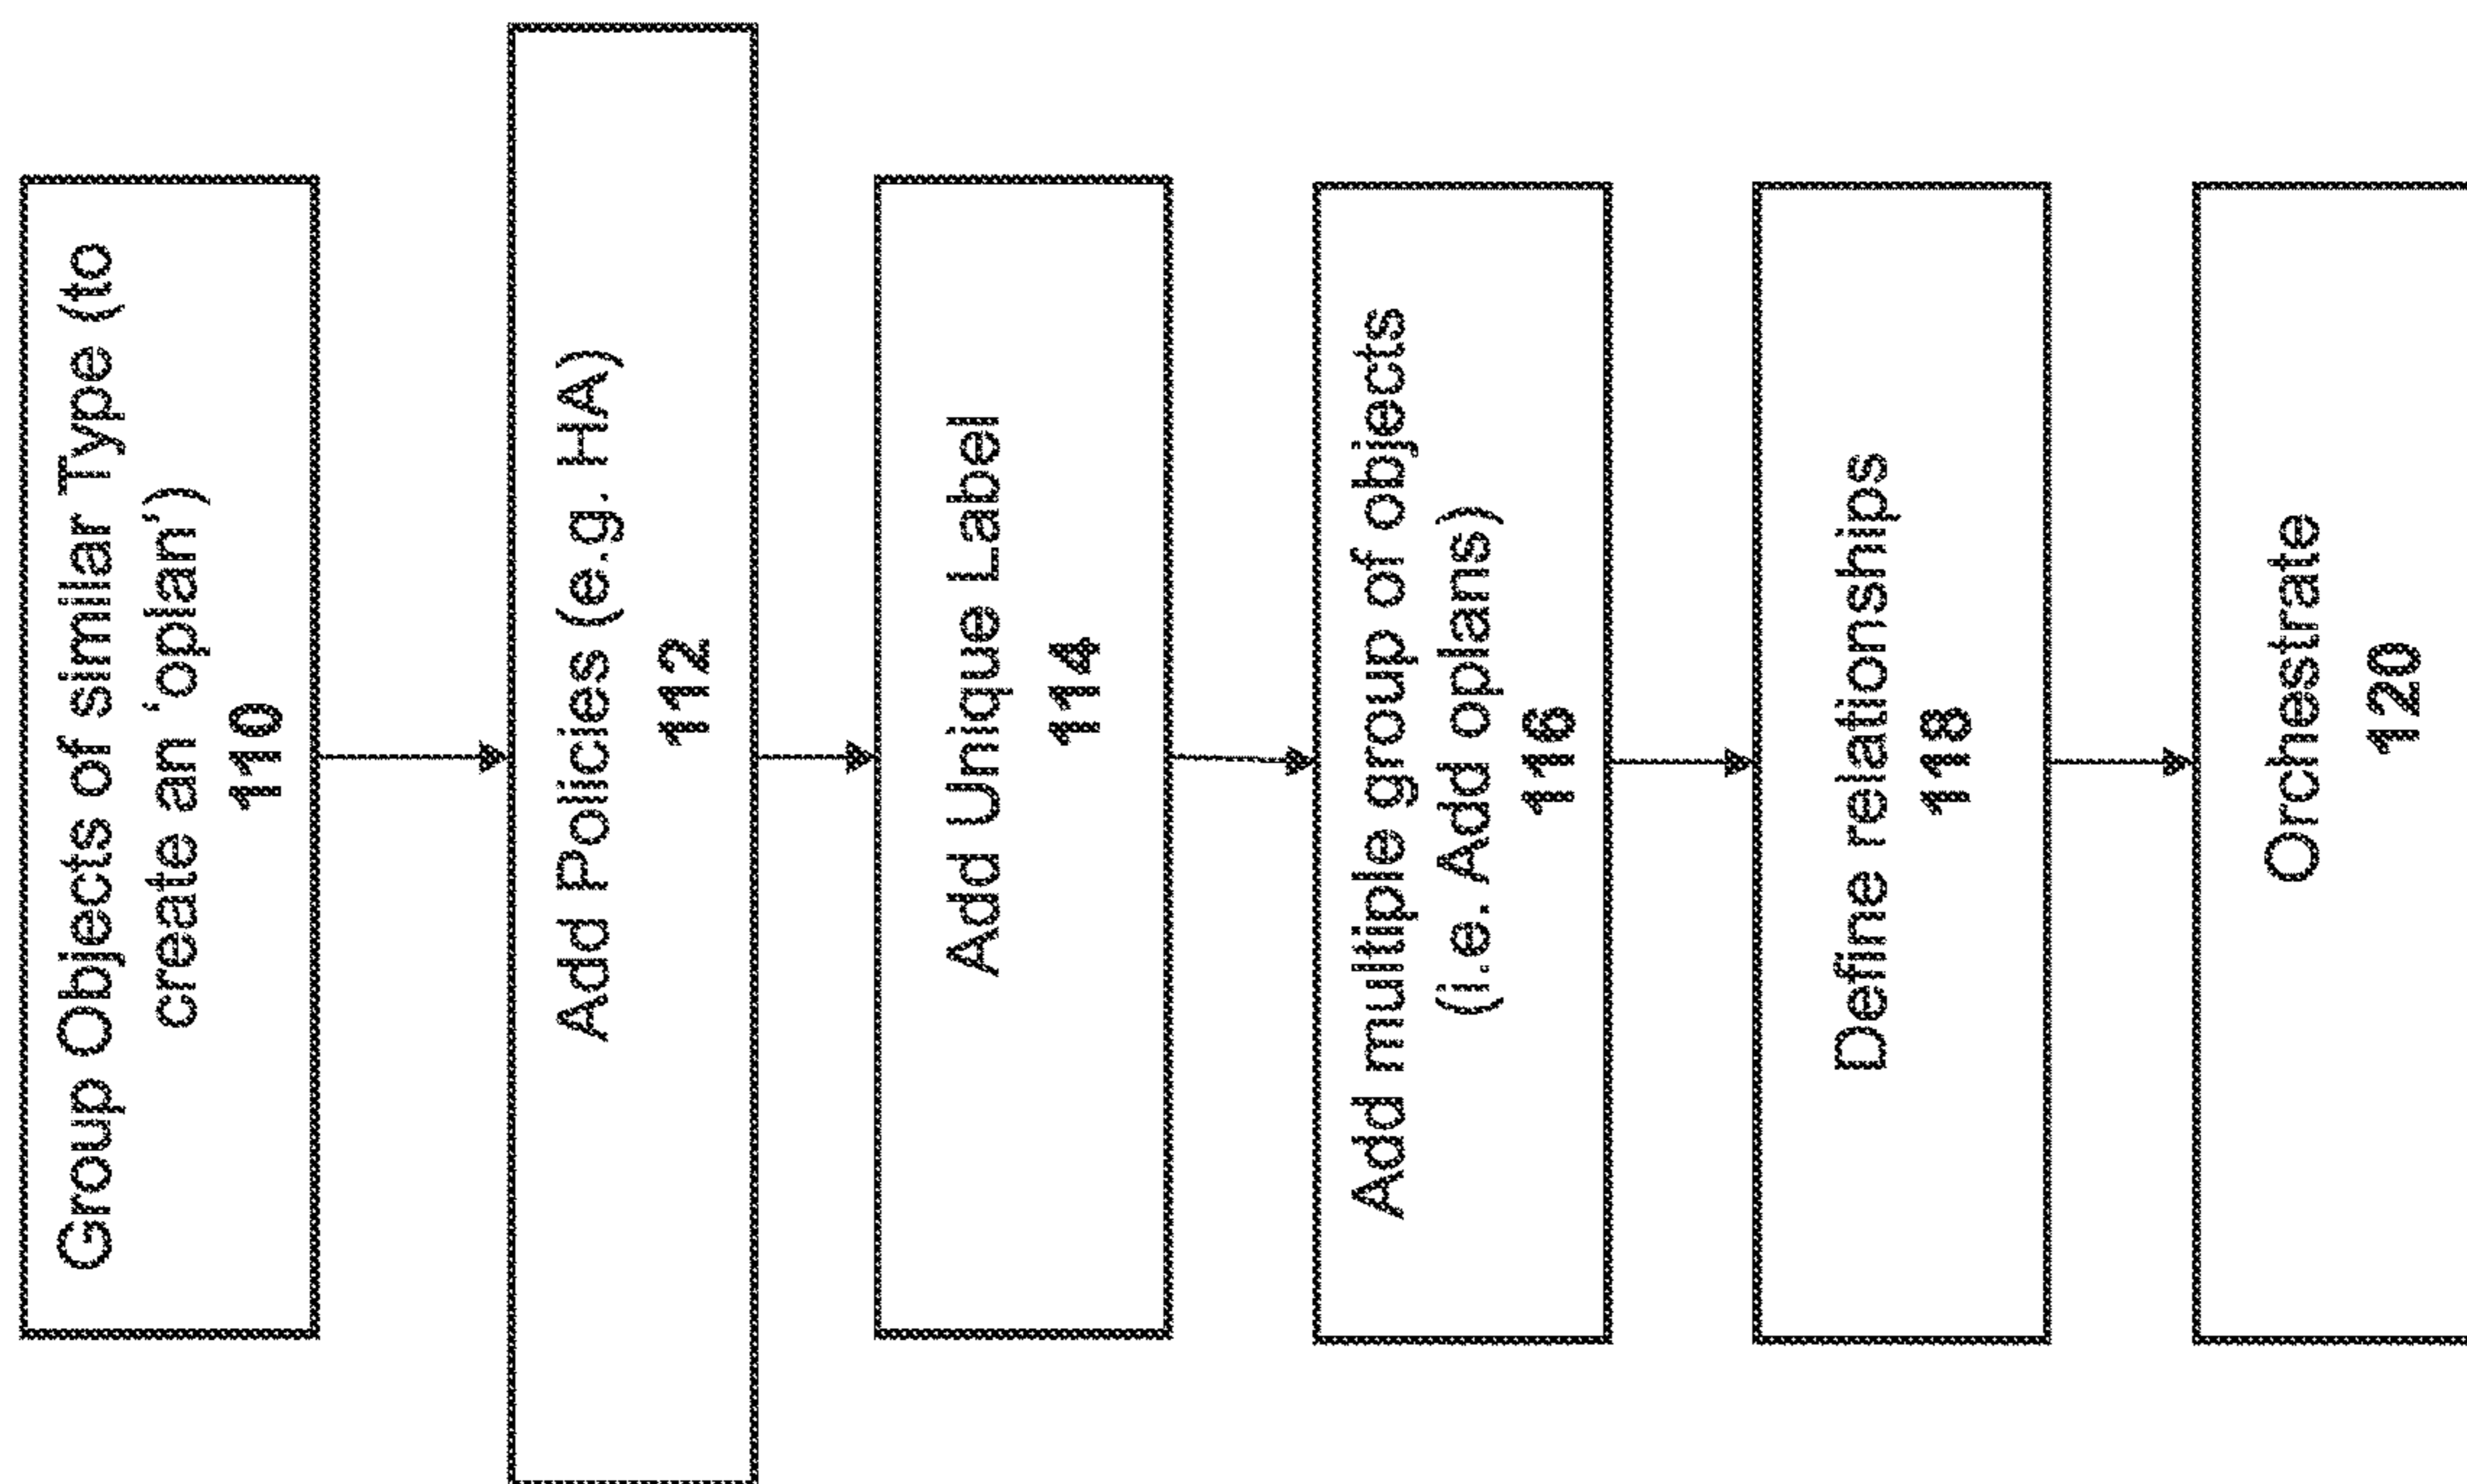 Group Objects of similar Type (to
create an ‘oplan’)
110
Add Policies (e.g. HA)
112
Add Unique Label
114
Add multiple group of objects
(i.e. Add oplans)
116
Define relationships
118
Orchestrate
120